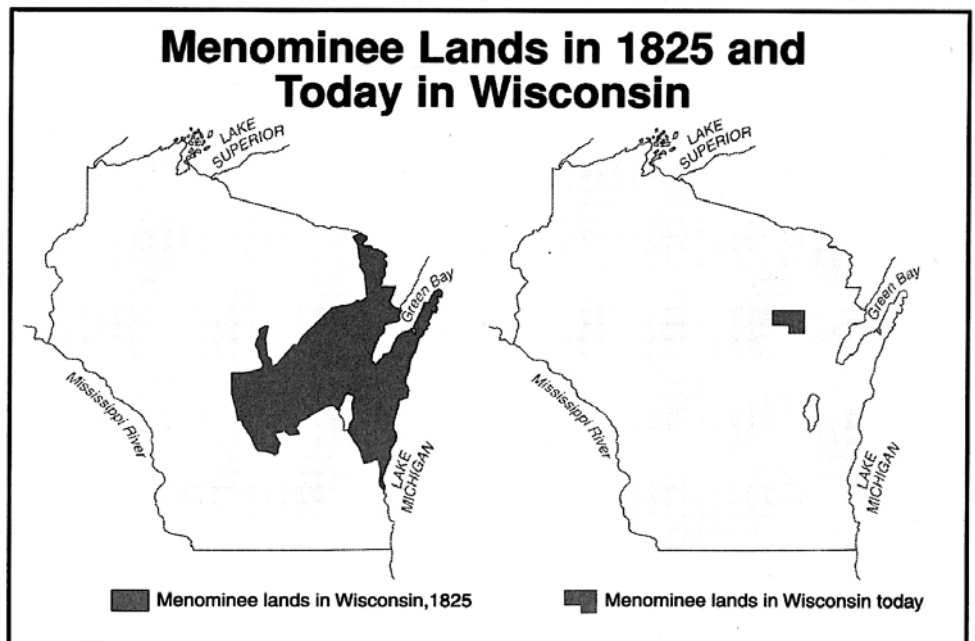 Menominee Lands in 1825 and
Today in Wisconsin
LAKE
SUPERIOR
Green Bay
Mississippi River
LAKE
MICHIGAN
Menominee lands in Wisconsin,1825
LAKE
SUPERIOR
Green Bay
Mississippi River
LAKE
MICHIGAN
Menominee lands in Wisconsin today